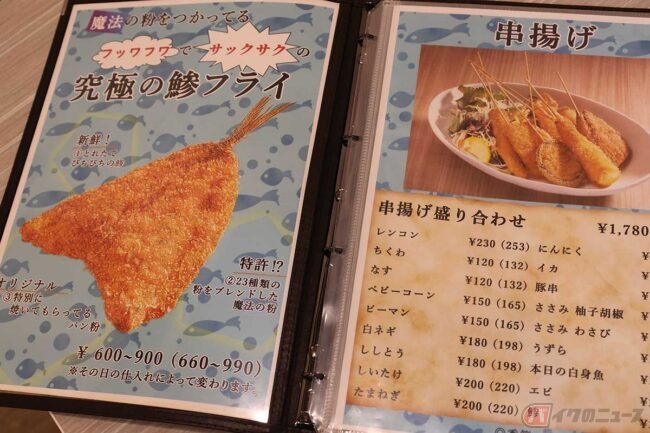 魔法の粉をつかってる
フッワフワで サックサクの
究極の鯵フライ
新鮮！
①とれたて
ぴちぴちの鯵
特許!?
②23種類の
粉をブレンドした
魔法の粉
オリジナル
③特別に
焼いてもらってる
パン粉
¥ 600~900 (660~990)
※その日の仕入れによって変わります。
串揚げ
串揚げ盛り合わせ ¥1,780
レンコン ¥230 (253) にんにく
ちくわ ¥120 (132) イカ
なす ¥120 (132) 豚串
ベビーコーン ¥150 (165) ささみ 柚子胡椒
ピーマン ¥150 (165) ささみ わさび
白ネギ ¥180 (198) うずら
ししとう ¥180 (198) 本日の白身魚
しいたけ ¥200 (220) エビ
たまねぎ ¥200 (220)
バイクのニュース